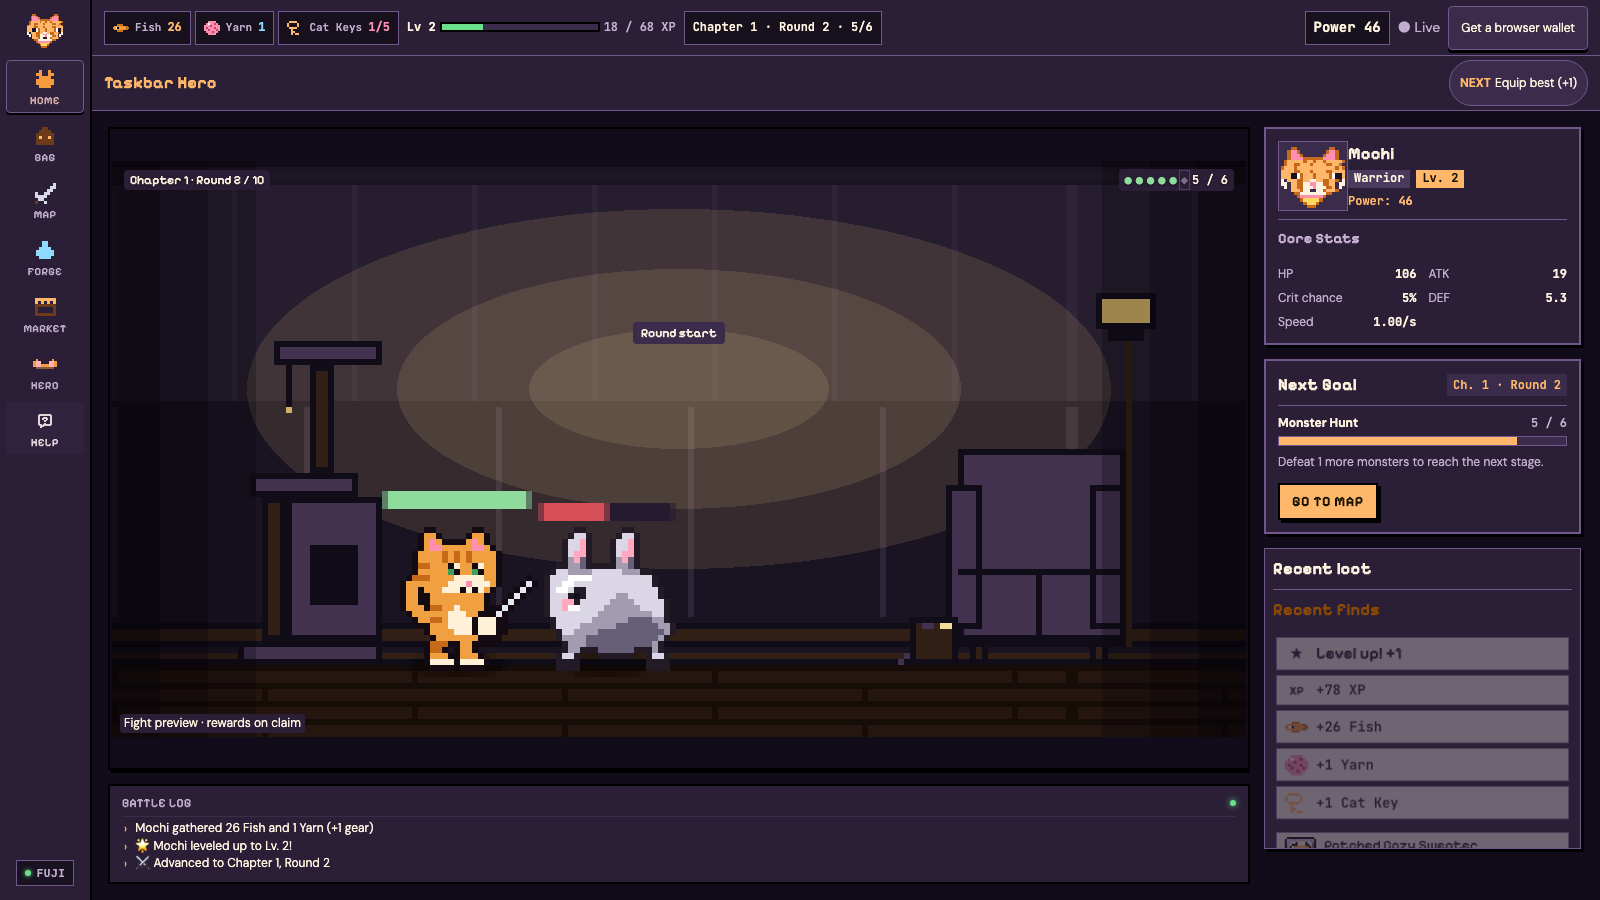 Fish 26
Yarn 1
Cat Keys 1/5
Lv 2
18 / 68 XP
Chapter 1 · Round 2 · 5/6
Power 46
Live
Get a browser wallet
HOME
BAG
MAP
FORGE
MARKET
HERO
HELP
FUJI
Taskbar Hero
NEXT Equip best (+1)
Chapter 1 · Round 2 / 10
5 / 6
Round start
Fight preview · rewards on claim
BATTLE LOG
› Mochi gathered 26 Fish and 1 Yarn (+1 gear)
› 🌟 Mochi leveled up to Lv. 2!
› ⚔️ Advanced to Chapter 1, Round 2
Mochi
Warrior Lv. 2
Power: 46
Core Stats
HP 106 ATK 19
Crit chance 5% DEF 5.3
Speed 1.00/s
Next Goal
Ch. 1 · Round 2
Monster Hunt 5 / 6
Defeat 1 more monsters to reach the next stage.
GO TO MAP
Recent loot
Recent finds
★ Level up! +1
XP +78 XP
+26 Fish
+1 Yarn
+1 Cat Key
Patched Cozy Sweater